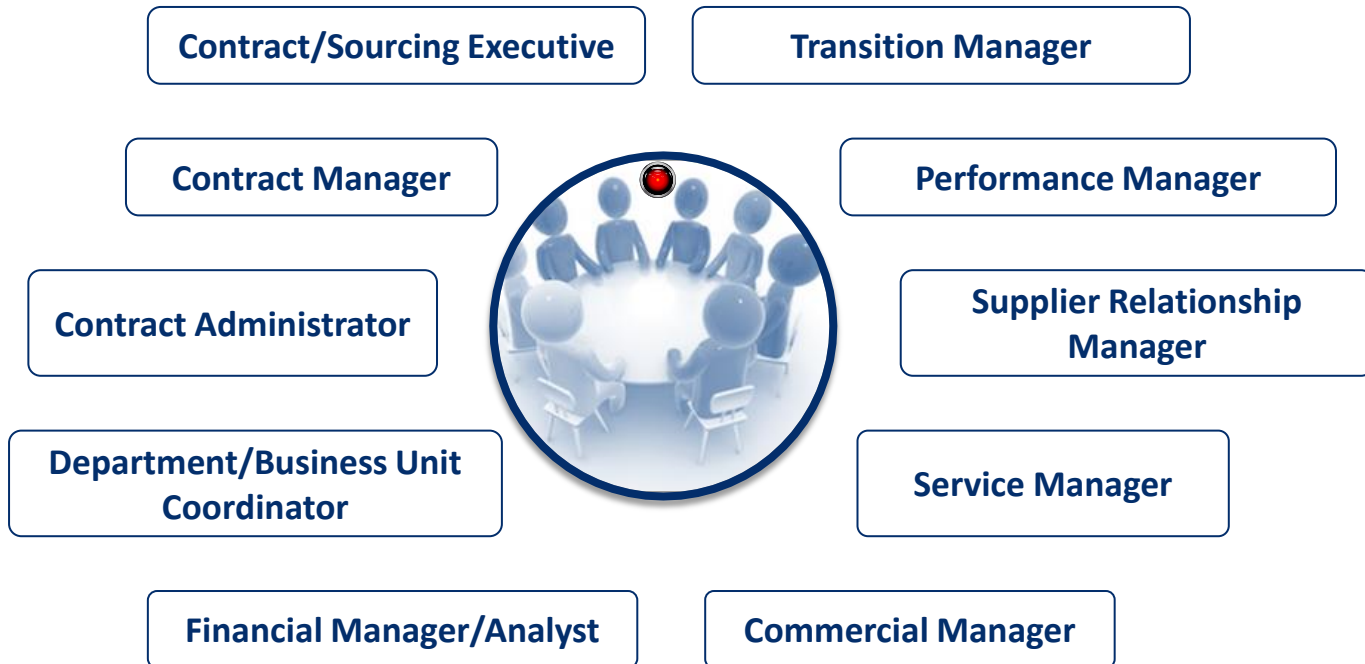 Contract/Sourcing Executive
Transition Manager
Contract Manager
Performance Manager
Contract Administrator
Supplier Relationship
Manager
Department/Business Unit
Coordinator
Service Manager
Financial Manager/Analyst
Commercial Manager